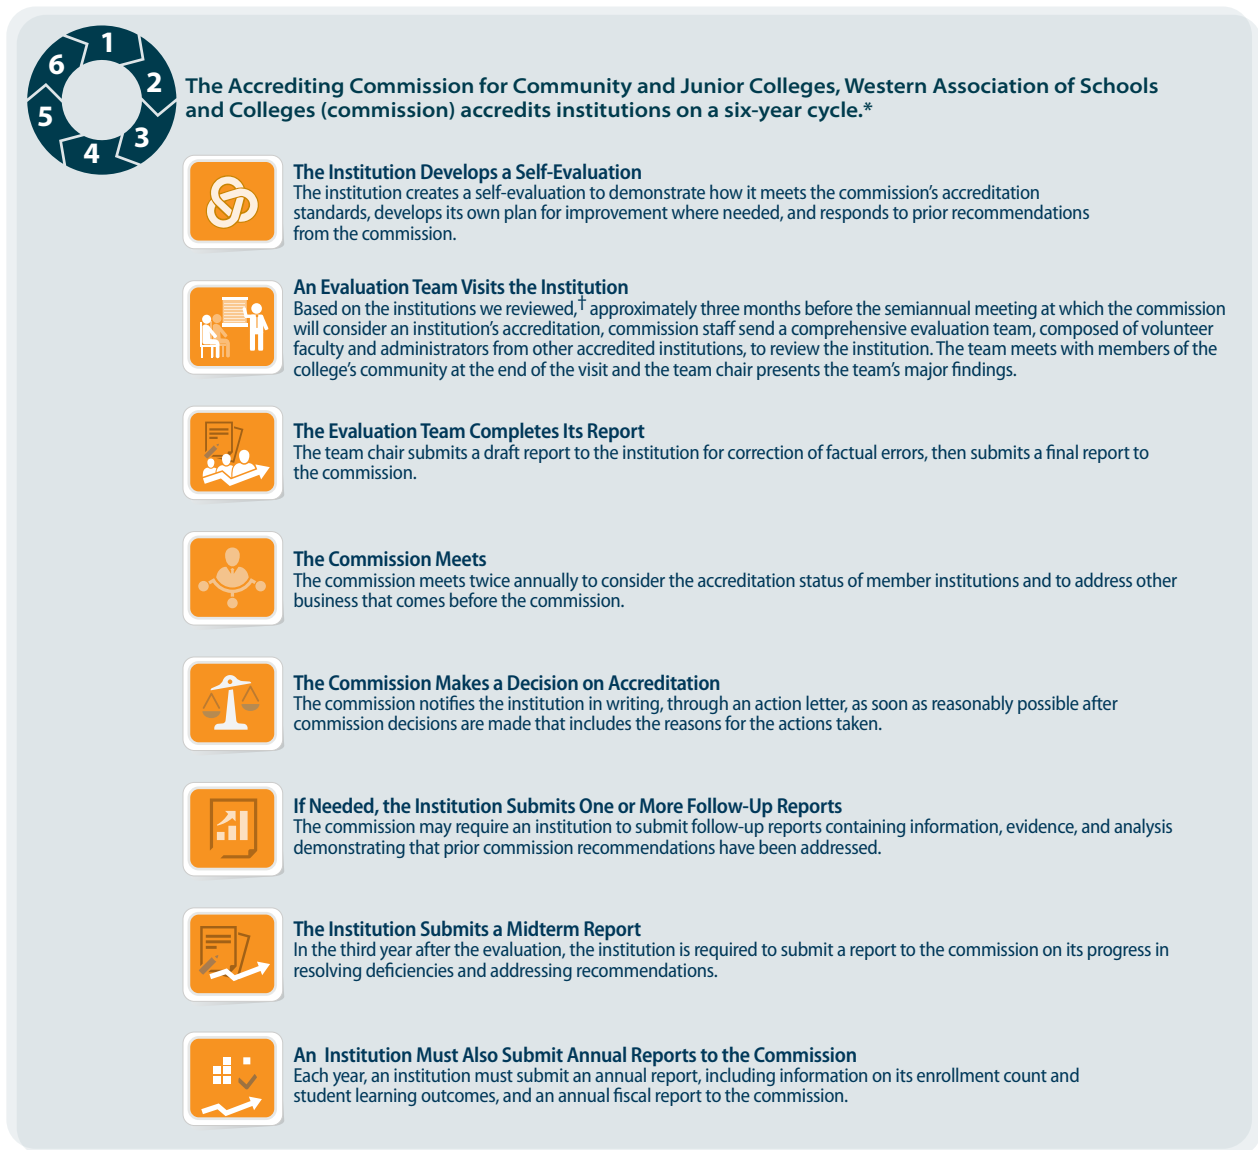 1
2
3
4
5
6
The Accrediting Commission for Community and Junior Colleges, Western Association of Schools
and Colleges (commission) accredits institutions on a six-year cycle.*
The Institution Develops a Self-Evaluation
The institution creates a self-evaluation to demonstrate how it meets the commission’s accreditation
standards, develops its own plan for improvement where needed, and responds to prior recommendations
from the commission.
An Evaluation Team Visits the Institution
Based on the institutions we reviewed,† approximately three months before the semiannual meeting at which the commission
will consider an institution’s accreditation, commission staff send a comprehensive evaluation team, composed of volunteer
faculty and administrators from other accredited institutions, to review the institution. The team meets with members of the
college’s community at the end of the visit and the team chair presents the team’s major findings.
The Evaluation Team Completes Its Report
The team chair submits a draft report to the institution for correction of factual errors, then submits a final report to
the commission.
The Commission Meets
The commission meets twice annually to consider the accreditation status of member institutions and to address other
business that comes before the commission.
The Commission Makes a Decision on Accreditation
The commission notifies the institution in writing, through an action letter, as soon as reasonably possible after
commission decisions are made that includes the reasons for the actions taken.
If Needed, the Institution Submits One or More Follow-Up Reports
The commission may require an institution to submit follow-up reports containing information, evidence, and analysis
demonstrating that prior commission recommendations have been addressed.
The Institution Submits a Midterm Report
In the third year after the evaluation, the institution is required to submit a report to the commission on its progress in
resolving deficiencies and addressing recommendations.
An Institution Must Also Submit Annual Reports to the Commission
Each year, an institution must submit an annual report, including information on its enrollment count and
student learning outcomes, and an annual fiscal report to the commission.